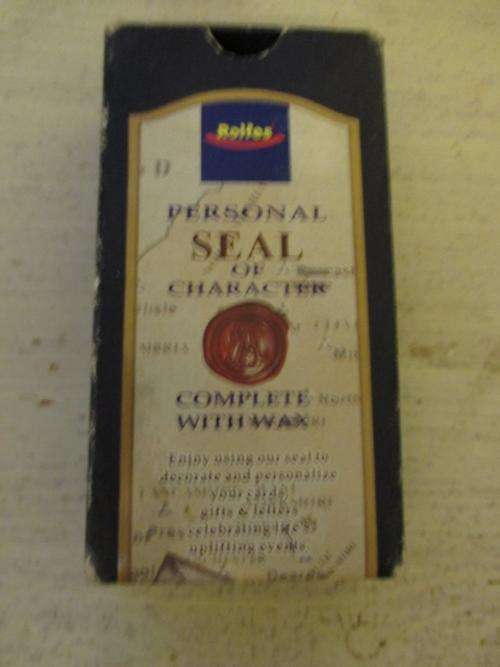 Rolfes
D
PERSONAL
SEAL
OF
CHARACTER
COMPLETE
WITH WAX
Enjoy using our seal to
decorate and personalize
your cards
gifts & letters
celebrating life's
uplifting events.